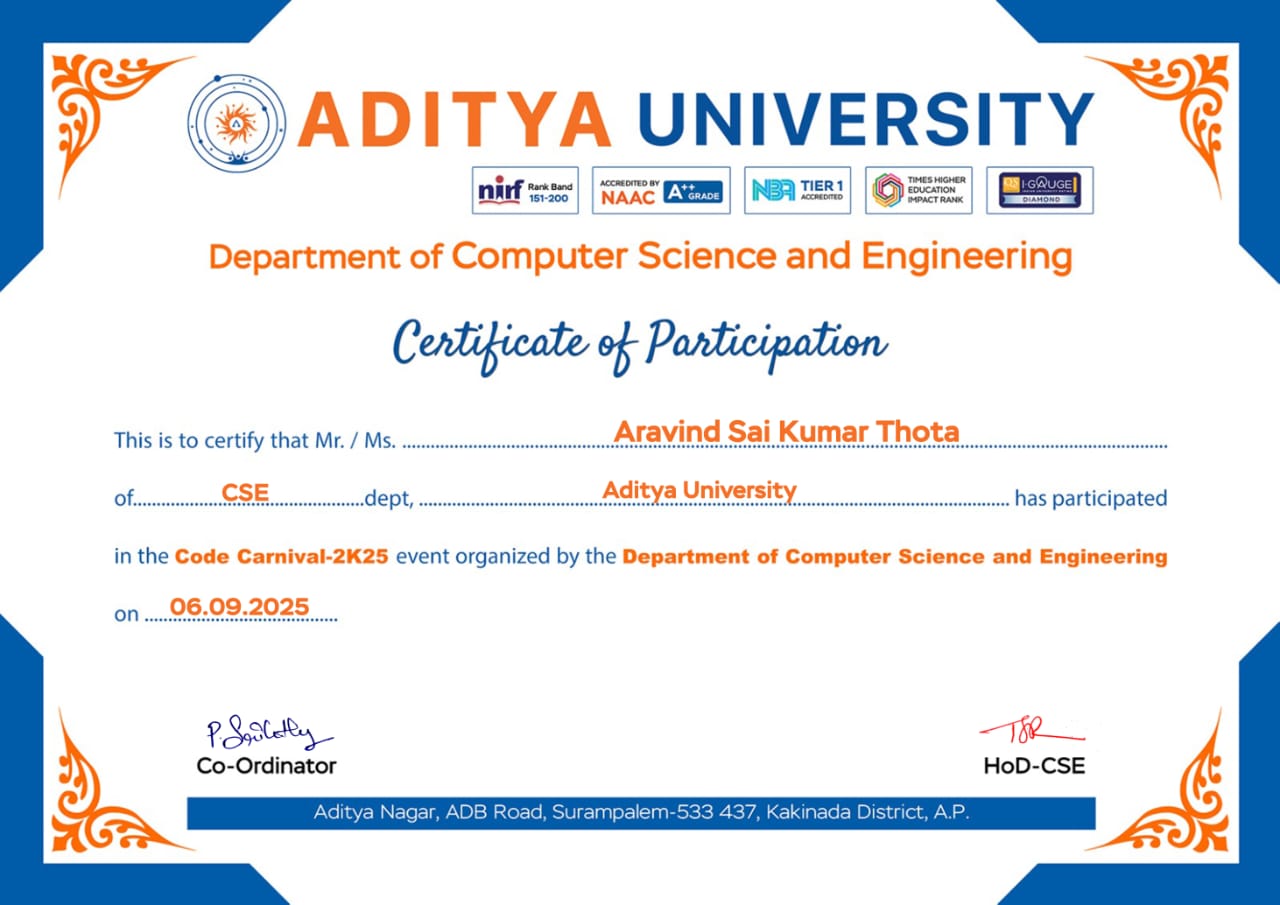 ADITYA UNIVERSITY
nirf Rank Band 151-200
ACCREDITED BY NAAC A++ GRADE
NBA TIER 1 ACCREDITED
TIMES HIGHER EDUCATION IMPACT RANK
QS I·GAUGE DIAMOND
Department of Computer Science and Engineering
Certificate of Participation
This is to certify that Mr. / Ms. Aravind Sai Kumar Thota
of CSE dept, Aditya University has participated
in the Code Carnival-2K25 event organized by the Department of Computer Science and Engineering
on 06.09.2025
Co-Ordinator
HoD-CSE
Aditya Nagar, ADB Road, Surampalem-533 437, Kakinada District, A.P.